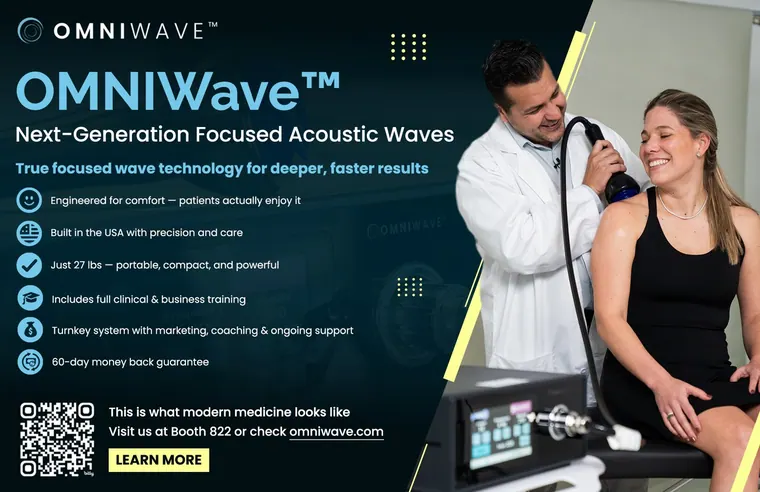 OMNIWAVE™
OMNIWave™
Next-Generation Focused Acoustic Waves
True focused wave technology for deeper, faster results
Engineered for comfort — patients actually enjoy it
Built in the USA with precision and care
Just 27 lbs — portable, compact, and powerful
Includes full clinical & business training
Turnkey system with marketing, coaching & ongoing support
60-day money back guarantee
OMNIWAVE
This is what modern medicine looks like
Visit us at Booth 822 or check omniwave.com
LEARN MORE
bitly